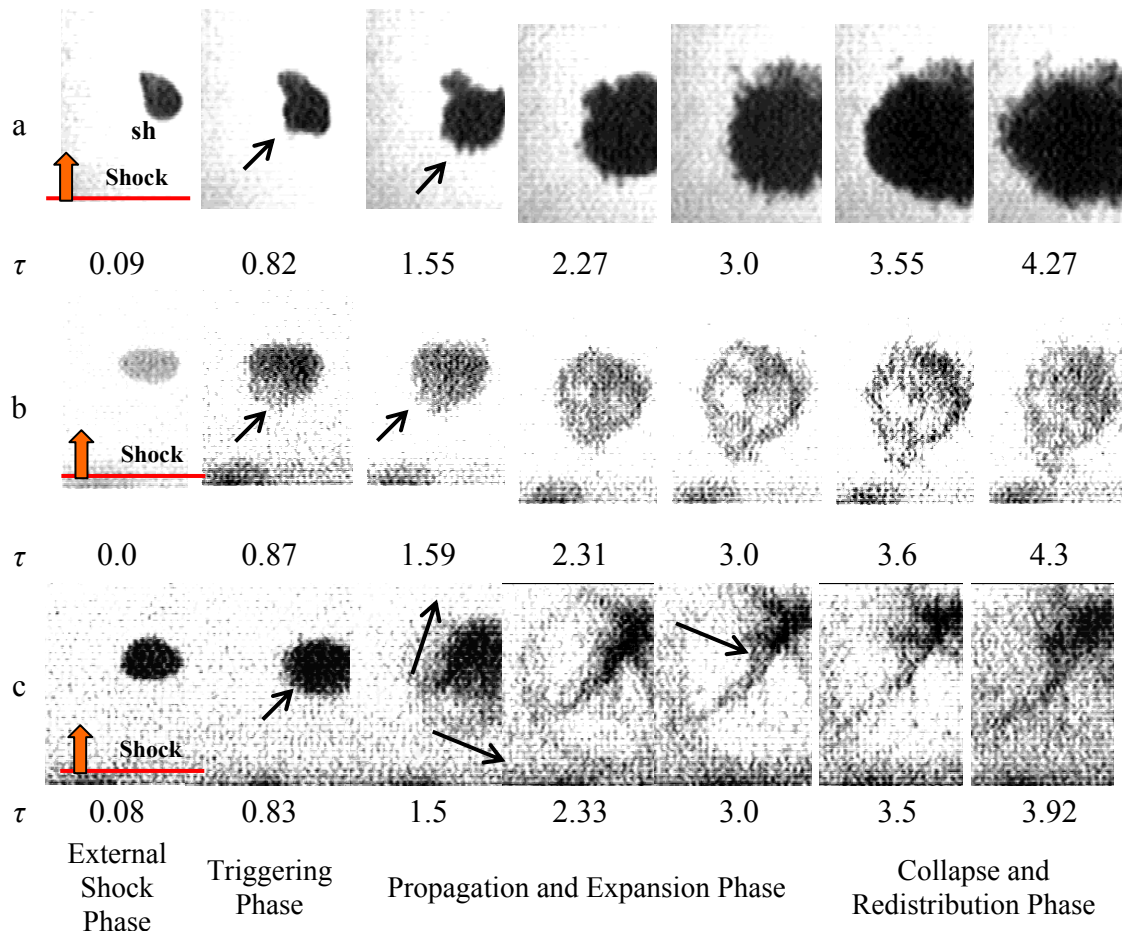 a
sh
Shock
τ 0.09 0.82 1.55 2.27 3.0 3.55 4.27
b
Shock
τ 0.0 0.87 1.59 2.31 3.0 3.6 4.3
c
Shock
τ 0.08 0.83 1.5 2.33 3.0 3.5 3.92
External
Shock
Phase
Triggering
Phase
Propagation and Expansion Phase
Collapse and
Redistribution Phase